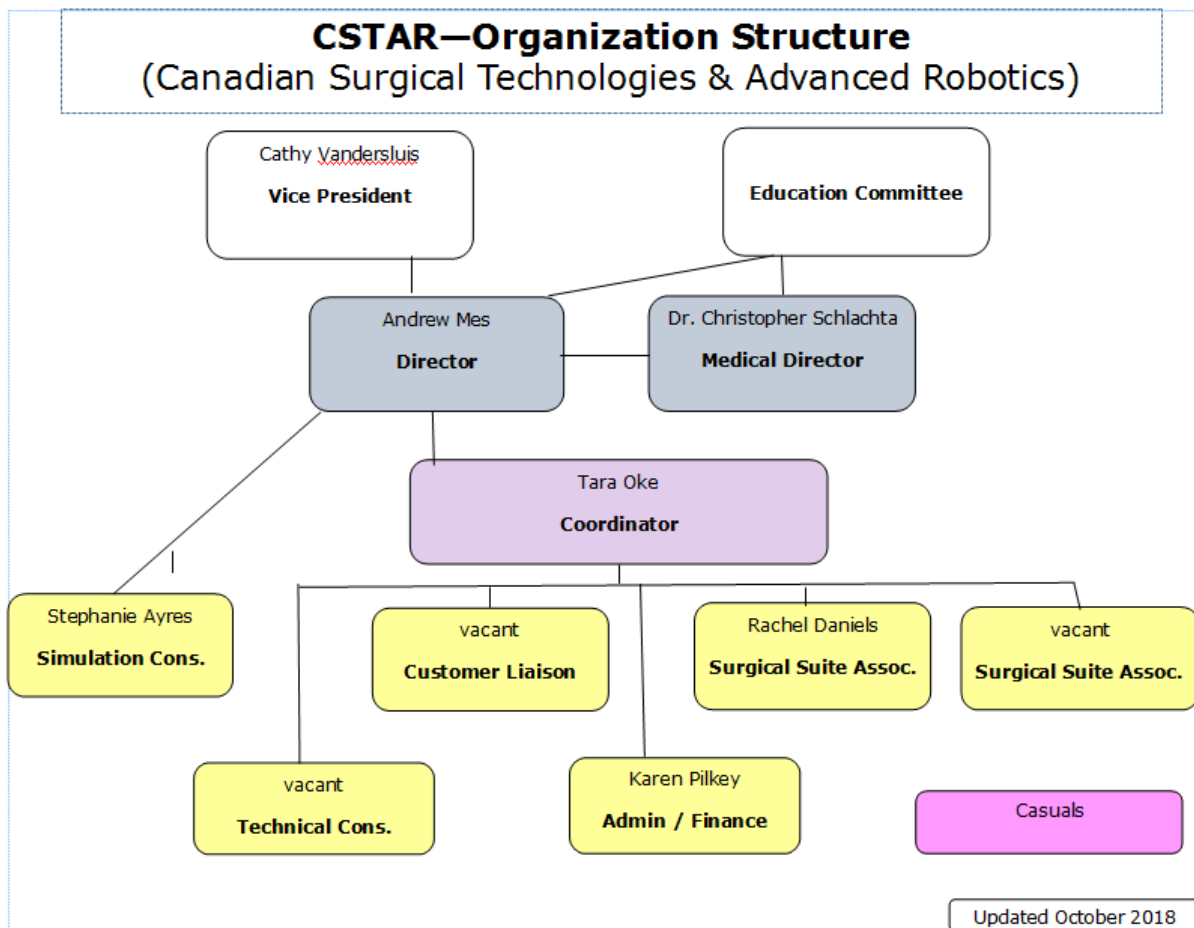 CSTAR—Organization Structure
(Canadian Surgical Technologies & Advanced Robotics)
Cathy Vandersluis
Vice President
Education Committee
Andrew Mes
Director
Dr. Christopher Schlachta
Medical Director
Tara Oke
Coordinator
Stephanie Ayres
Simulation Cons.
vacant
Customer Liaison
Rachel Daniels
Surgical Suite Assoc.
vacant
Surgical Suite Assoc.
vacant
Technical Cons.
Karen Pilkey
Admin / Finance
Casuals
Updated October 2018